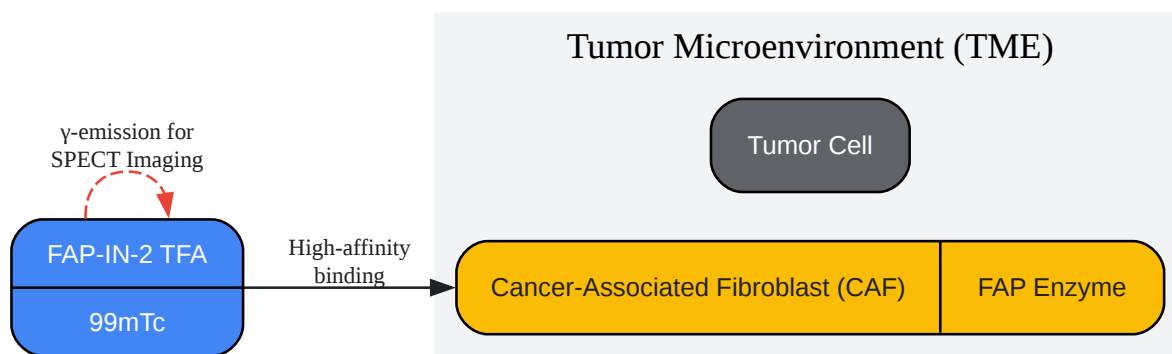 Tumor Microenvironment (TME)
γ-emission for
SPECT Imaging
Tumor Cell
FAP-IN-2 TFA
99mTc
High-affinity
binding
Cancer-Associated Fibroblast (CAF)
FAP Enzyme